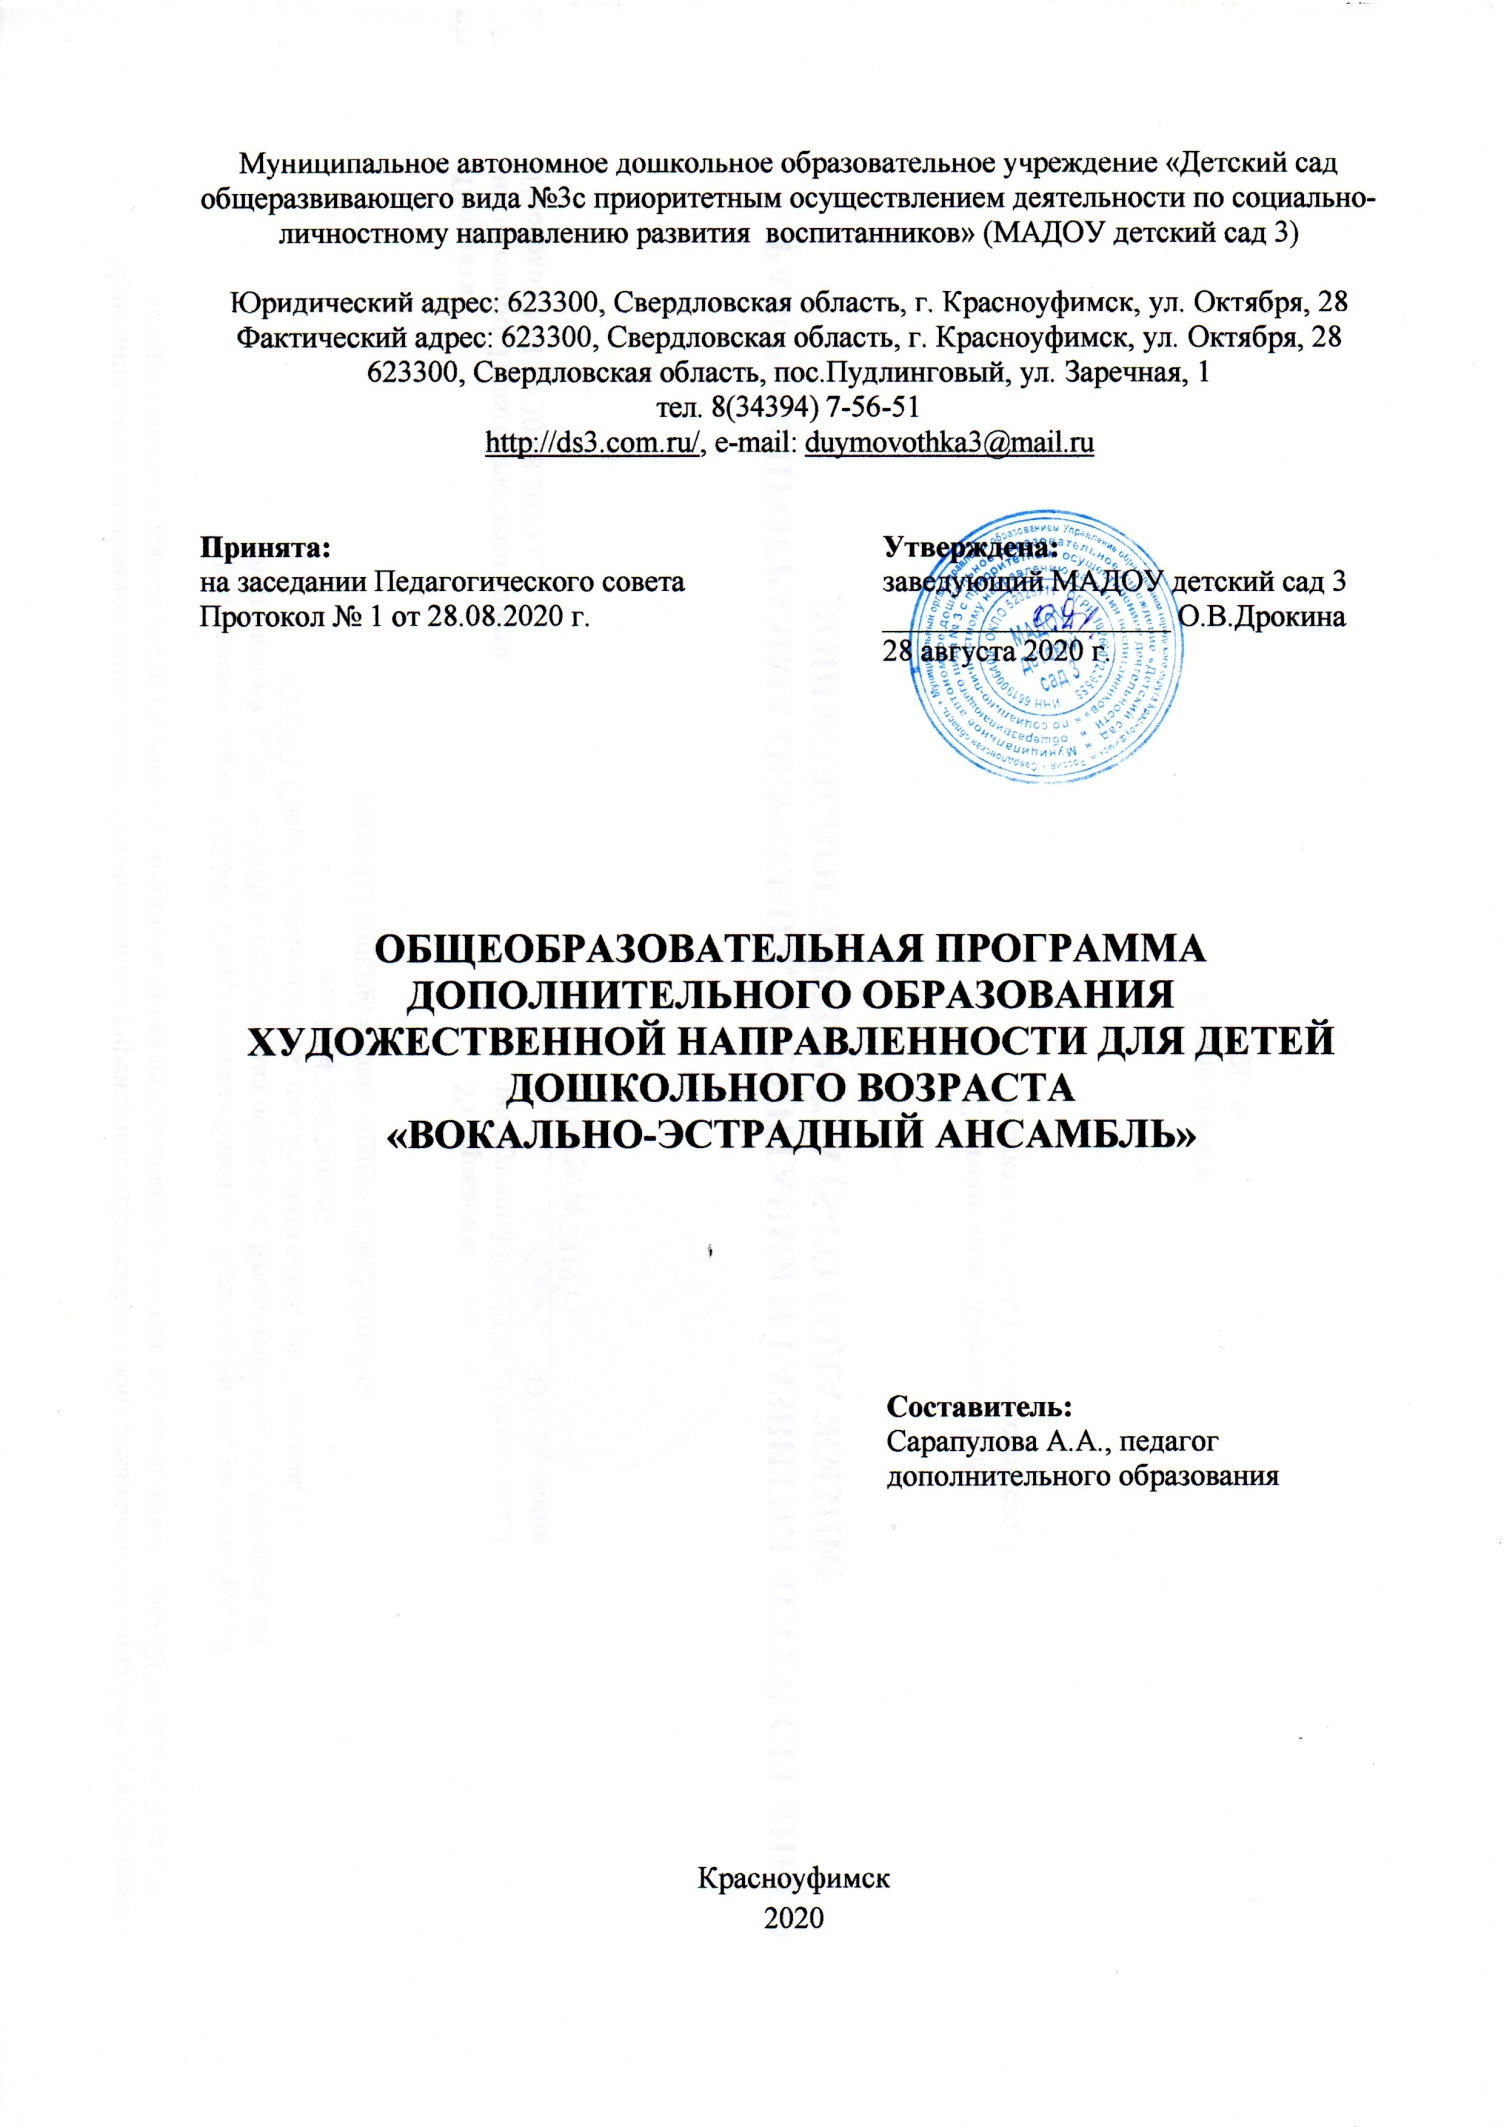 Муниципальное автономное дошкольное образовательное учреждение «Детский сад
общеразвивающего вида №3с приоритетным осуществлением деятельности по социально-
личностному направлению развития  воспитанников» (МАДОУ детский сад 3)
Юридический адрес: 623300, Свердловская область, г. Красноуфимск, ул. Октября, 28
Фактический адрес: 623300, Свердловская область, г. Красноуфимск, ул. Октября, 28
623300, Свердловская область, пос.Пудлинговый, ул. Заречная, 1
тел. 8(34394) 7-56-51
http://ds3.com.ru/, e-mail: duymovothka3@mail.ru
Принята:
на заседании Педагогического совета
Протокол № 1 от 28.08.2020 г.
Утверждена:
заведующий МАДОУ детский сад 3
___________________ О.В.Дрокина
28 августа 2020 г.
МАДОУ
детский
сад 3
ОБЩЕОБРАЗОВАТЕЛЬНАЯ ПРОГРАММА
ДОПОЛНИТЕЛЬНОГО ОБРАЗОВАНИЯ
ХУДОЖЕСТВЕННОЙ НАПРАВЛЕННОСТИ ДЛЯ ДЕТЕЙ
ДОШКОЛЬНОГО ВОЗРАСТА
«ВОКАЛЬНО-ЭСТРАДНЫЙ АНСАМБЛЬ»
Составитель:
Сарапулова А.А., педагог
дополнительного образования
Красноуфимск
2020